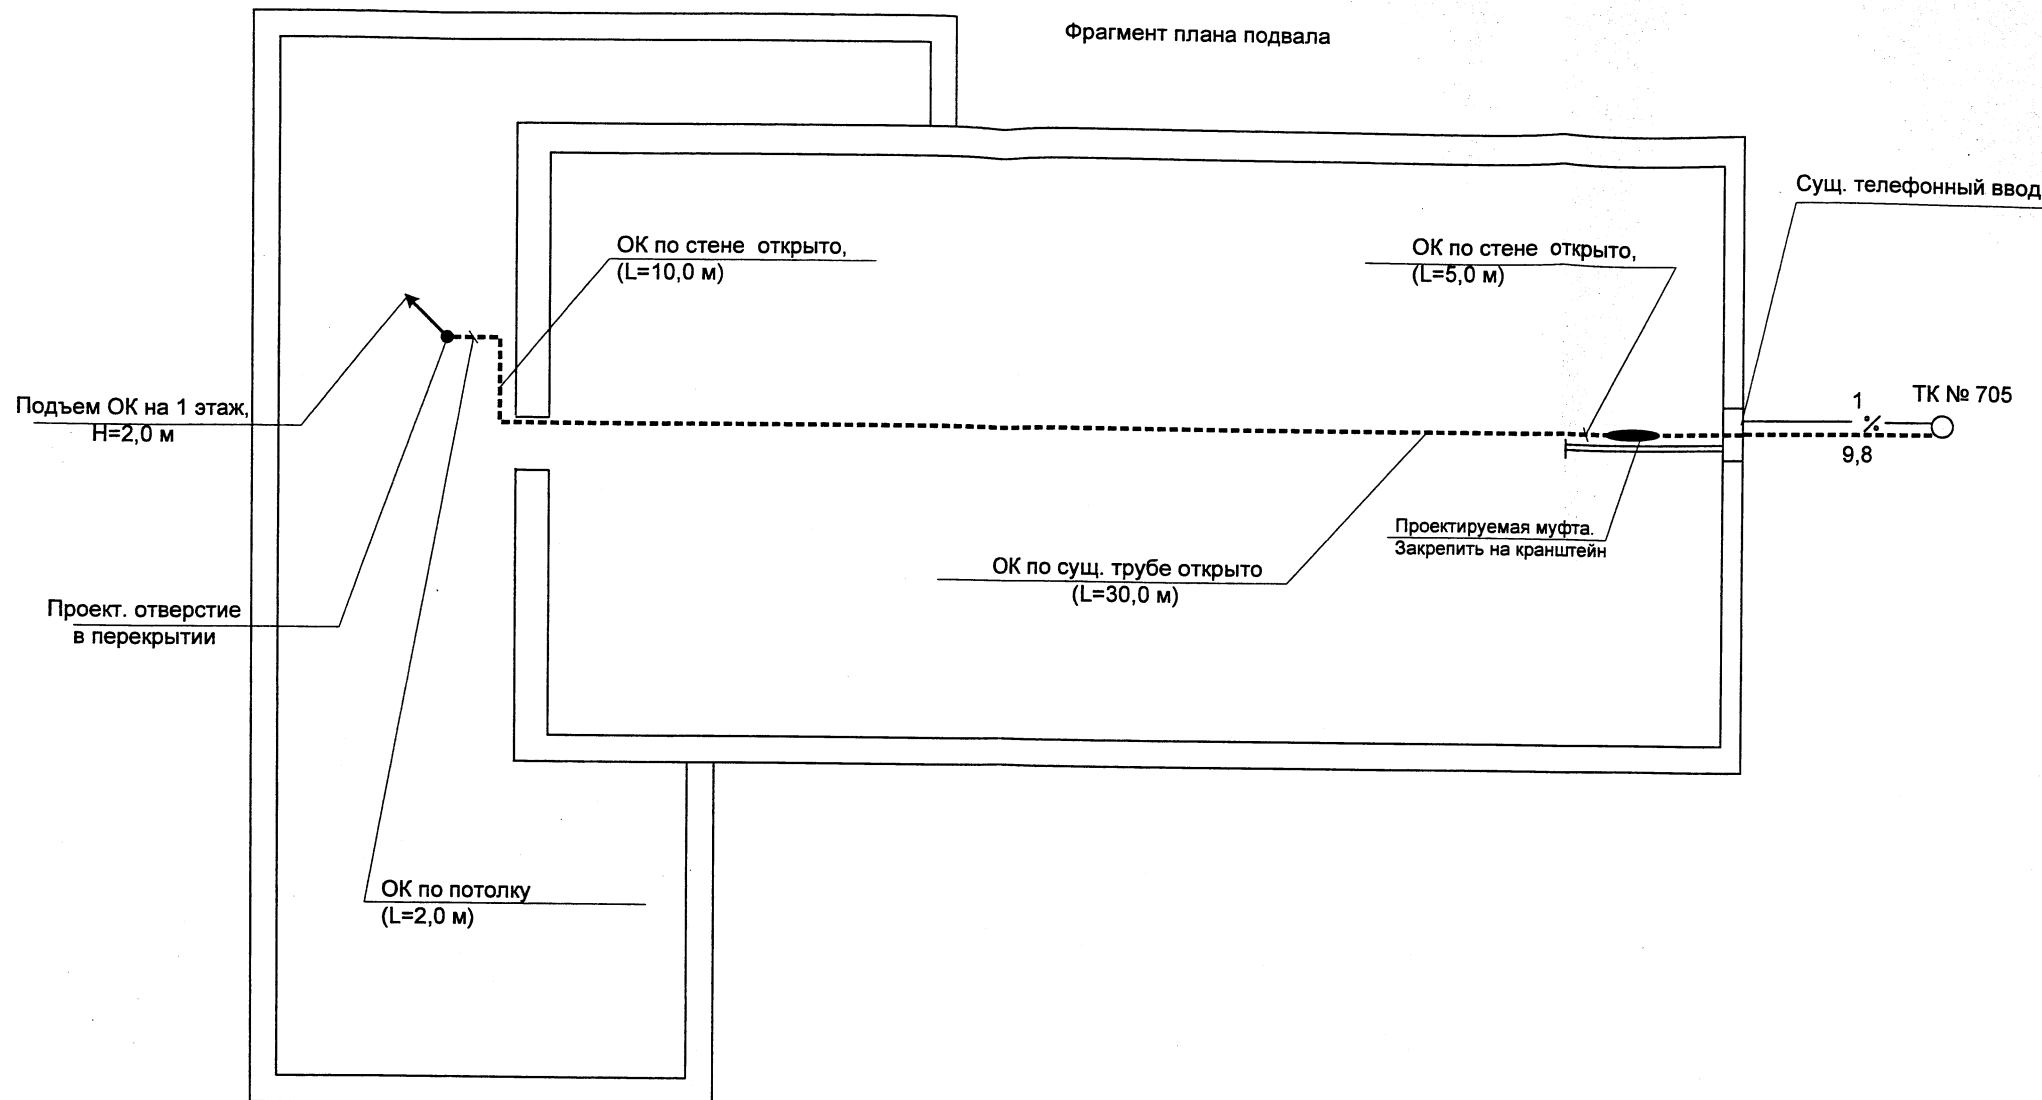 Фрагмент плана подвала
Сущ. телефонный ввод
ОК по стене открыто,
(L=10,0 м)
ОК по стене открыто,
(L=5,0 м)
Подъем ОК на 1 этаж,
Н=2,0 м
1
ТК № 705
9,8
Проектируемая муфта.
Закрепить на кранштейн
ОК по сущ. трубе открыто
(L=30,0 м)
Проект. отверстие
в перекрытии
ОК по потолку
(L=2,0 м)